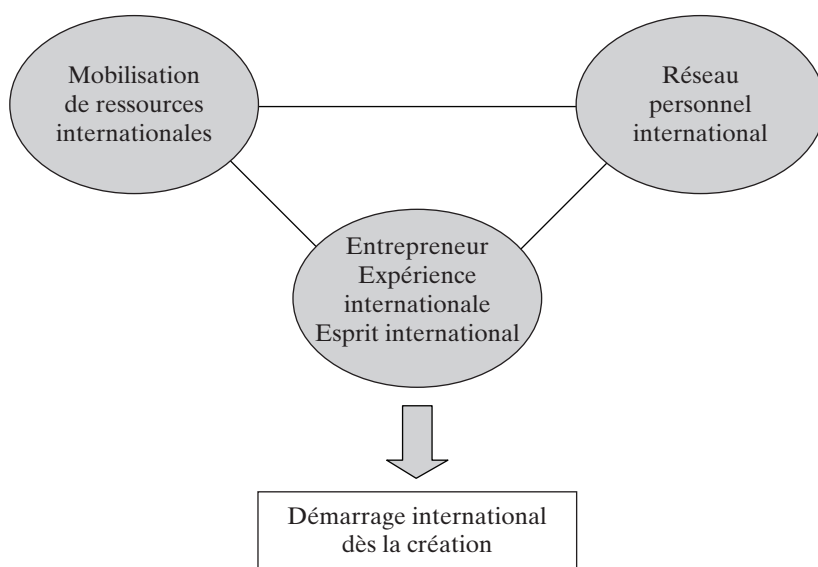 Mobilisation
de ressources
internationales
Réseau
personnel
international
Entrepreneur
Expérience
internationale
Esprit international
Démarrage international
dès la création